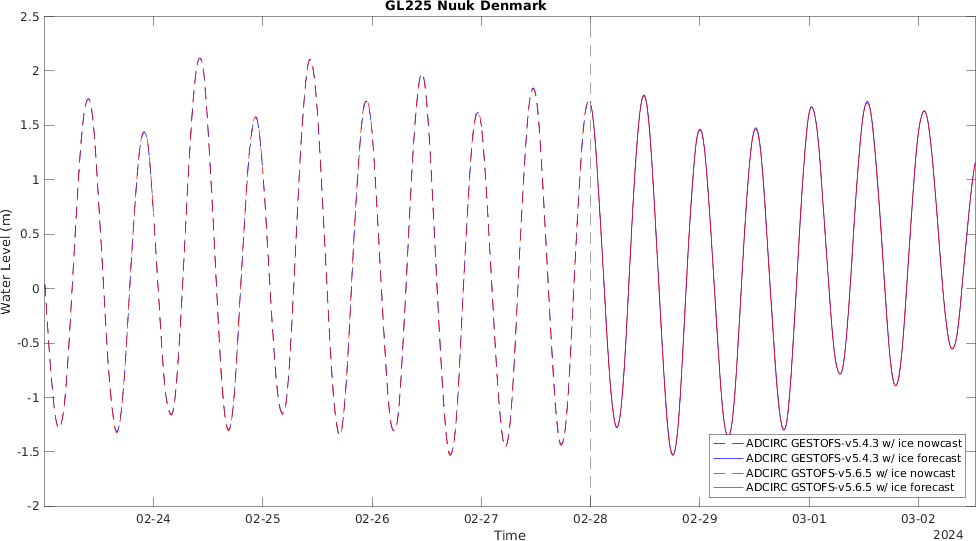 GL225 Nuuk Denmark
2.5
2
1.5
1
0.5
0
-0.5
-1
-1.5
-2
Water Level (m)
ADCIRC GESTOFS-v5.4.3 w/ ice nowcast
ADCIRC GESTOFS-v5.4.3 w/ ice forecast
ADCIRC GSTOFS-v5.6.5 w/ ice nowcast
ADCIRC GSTOFS-v5.6.5 w/ ice forecast
02-24 02-25 02-26 02-27 02-28 02-29 03-01 03-02
Time
2024